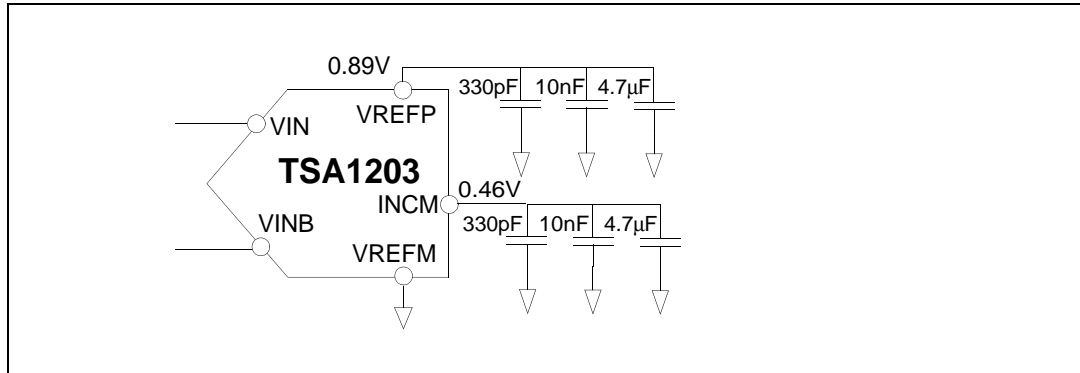 0.89V
330pF 10nF 4.7µF
VREFP
VIN
TSA1203
0.46V
INCM
330pF 10nF 4.7µF
VINB
VREFM